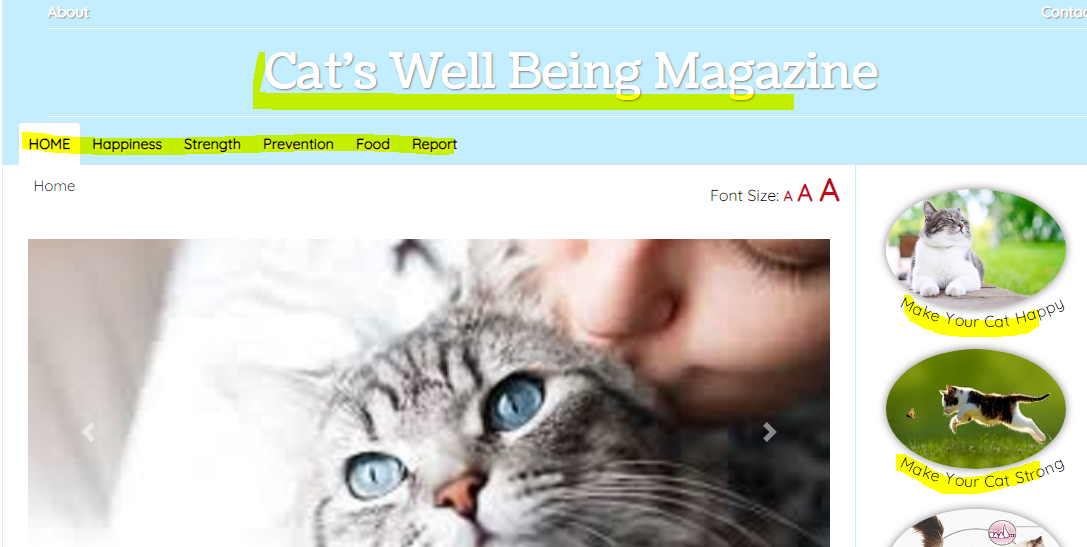 About
Cat's Well Being Magazine
HOME Happiness Strength Prevention Food Report
Home
Font Size: A A A
Make Your Cat Happy
Make Your Cat Strong